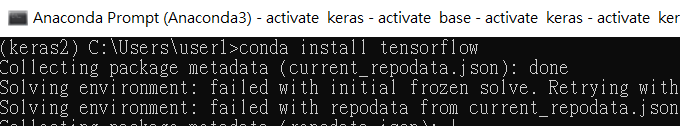 Anaconda Prompt (Anaconda3) - activate keras - activate base - activate keras - activate ker
(keras2) C:\Users\user1>conda install tensorflow
Collecting package metadata (current_repodata.json): done
Solving environment: failed with initial frozen solve. Retrying with
Solving environment: failed with repodata from current_repodata.json
Collecting package metadata (repodata.json): |